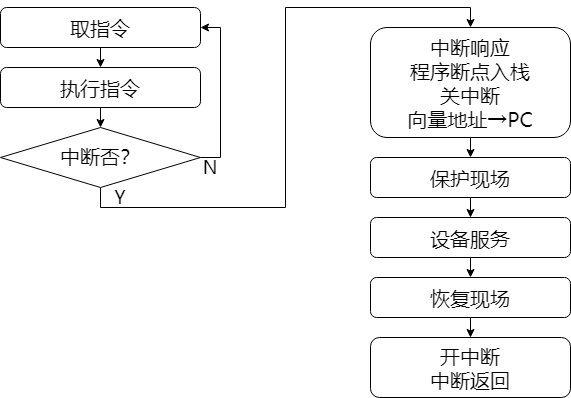 取指令
执行指令
中断否？
N
Y
中断响应
程序断点入栈
关中断
向量地址→PC
保护现场
设备服务
恢复现场
开中断
中断返回